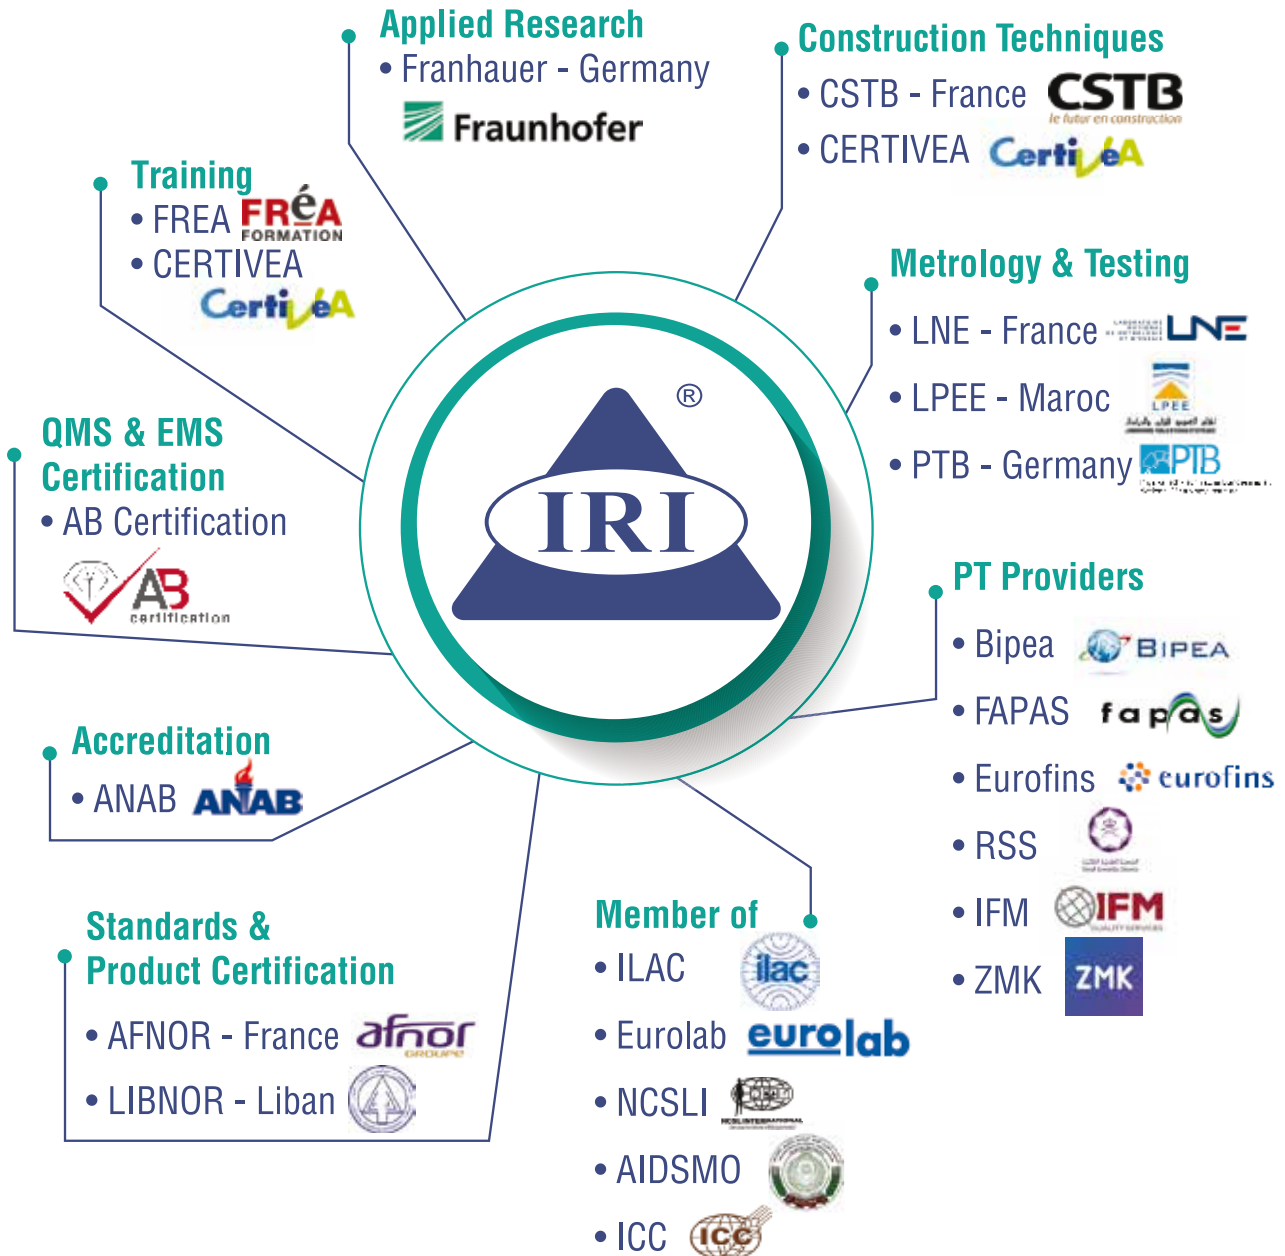 Applied Research
• Franhauer - Germany
Fraunhofer
Construction Techniques
• CSTB - France
CSTB
le futur en construction
• CERTIVEA
CertivéA
Training
• FREA
FRéA
FORMATION
• CERTIVEA
CertivéA
Metrology & Testing
• LNE - France
LNE
• LPEE - Maroc
LPEE
• PTB - Germany
PTB
QMS & EMS
Certification
• AB Certification
AB
certification
®
IRI
PT Providers
• Bipea
BIPEA
• FAPAS
fapas
• Eurofins
eurofins
• RSS
• IFM
IFM
QUALITY SERVICES
• ZMK
ZMK
Accreditation
• ANAB
ANAB
Standards &
Product Certification
• AFNOR - France
afnor
GROUPE
• LIBNOR - Liban
Member of
• ILAC
ilac
• Eurolab
eurolab
• NCSLI
NCSL INTERNATIONAL
• AIDSMO
• ICC
ICC